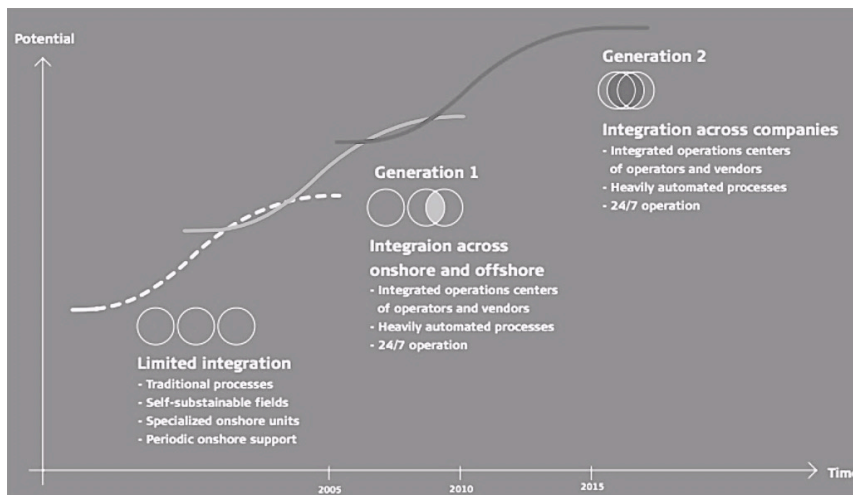 Potential
Generation 2
Integration across companies
- Integrated operations centers
of operators and vendors
- Heavily automated processes
- 24/7 operation
Generation 1
Integraion across
onshore and offshore
- Integrated operations centers
of operators and vendors
- Heavily automated processes
- 24/7 operation
Limited integration
- Traditional processes
- Self-substainable fields
- Specialized onshore units
- Periodic onshore support
Time
2005
2010
2015